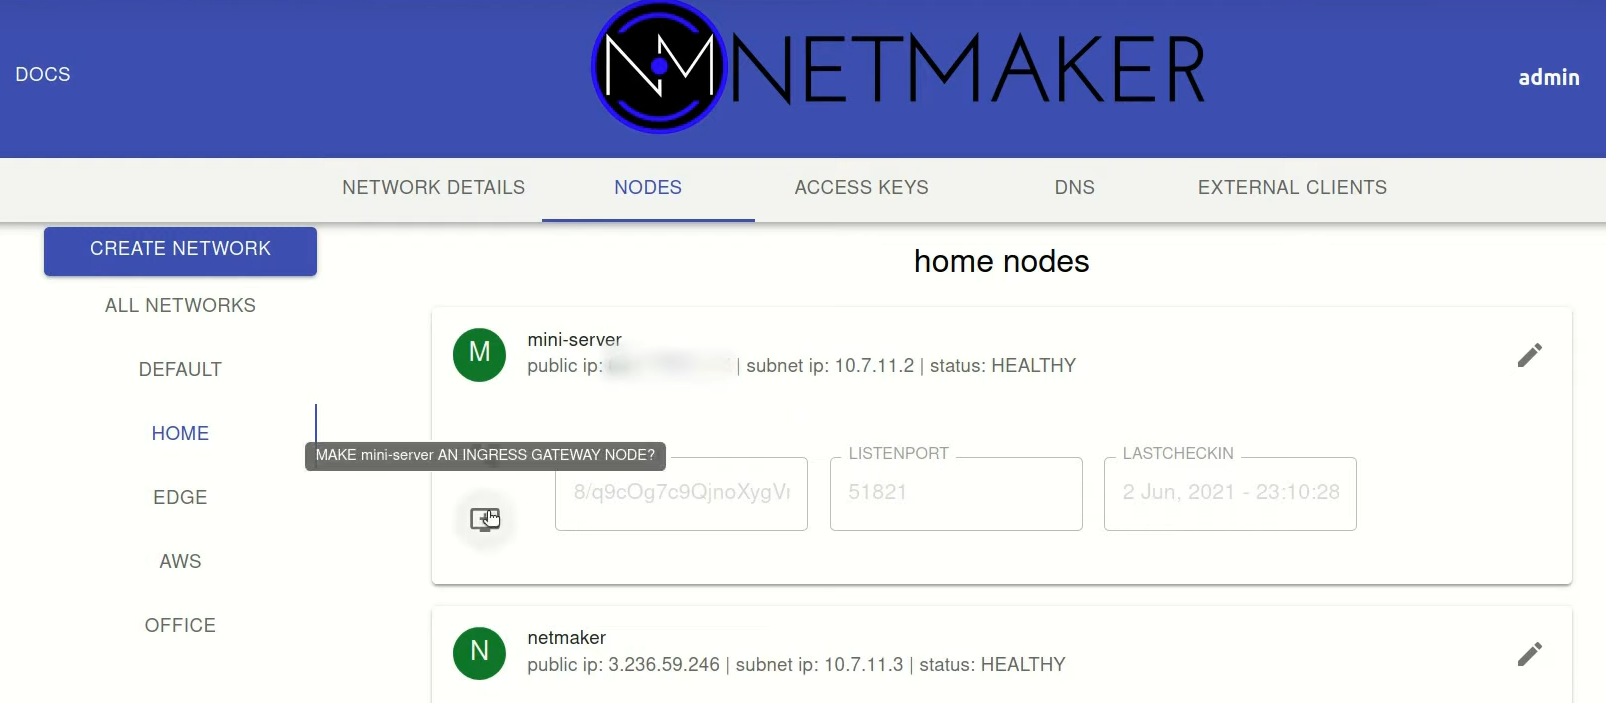 DOCS
NM NETMAKER
admin
NETWORK DETAILS
NODES
ACCESS KEYS
DNS
EXTERNAL CLIENTS
CREATE NETWORK
ALL NETWORKS
DEFAULT
HOME
EDGE
AWS
OFFICE
home nodes
M
mini-server
public ip: | subnet ip: 10.7.11.2 | status: HEALTHY
MAKE mini-server AN INGRESS GATEWAY NODE?
8/q9cOg7c9QjnoXygV
LISTENPORT
51821
LASTCHECKIN
2 Jun, 2021 - 23:10:28
N
netmaker
public ip: 3.236.59.246 | subnet ip: 10.7.11.3 | status: HEALTHY